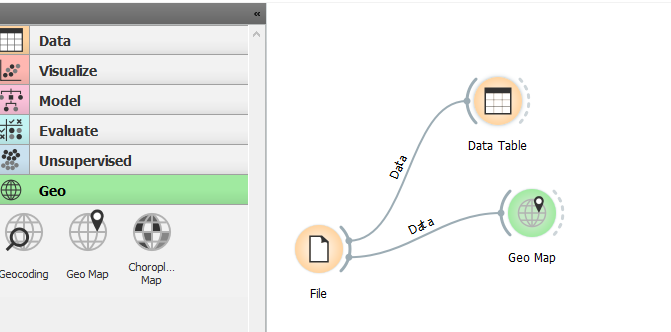 «
Data
Visualize
Model
Evaluate
Unsupervised
Geo
Geocoding
Geo Map
Choropl...
Map
Data Table
Data
Data
Geo Map
File